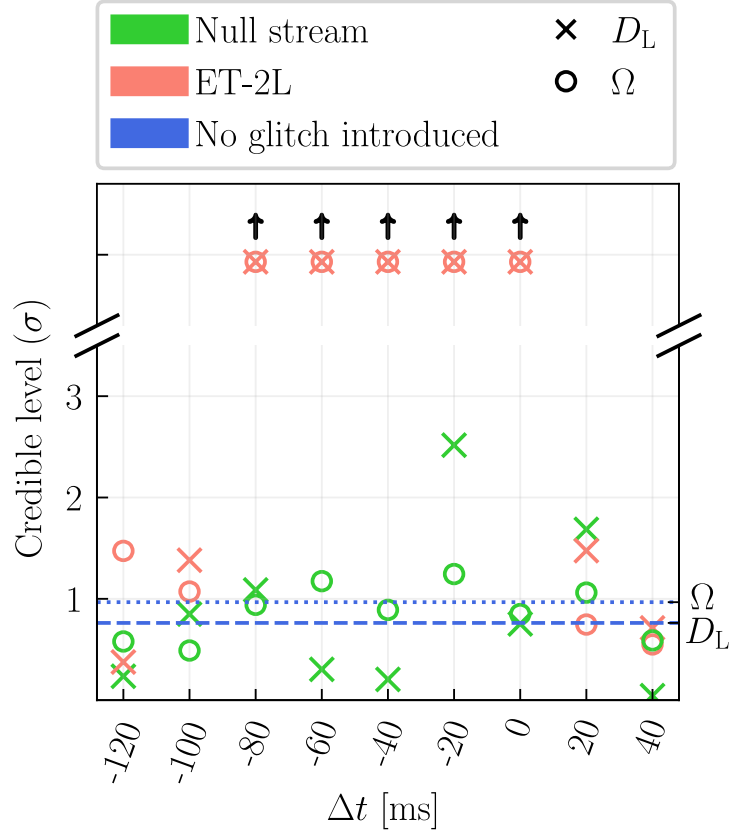 Null stream
ET-2L
No glitch introduced
D_L
Ω
Credible level (σ)
3
2
1
Ω
D_L
-120 -100 -80 -60 -40 -20 0 20 40
Δt [ms]